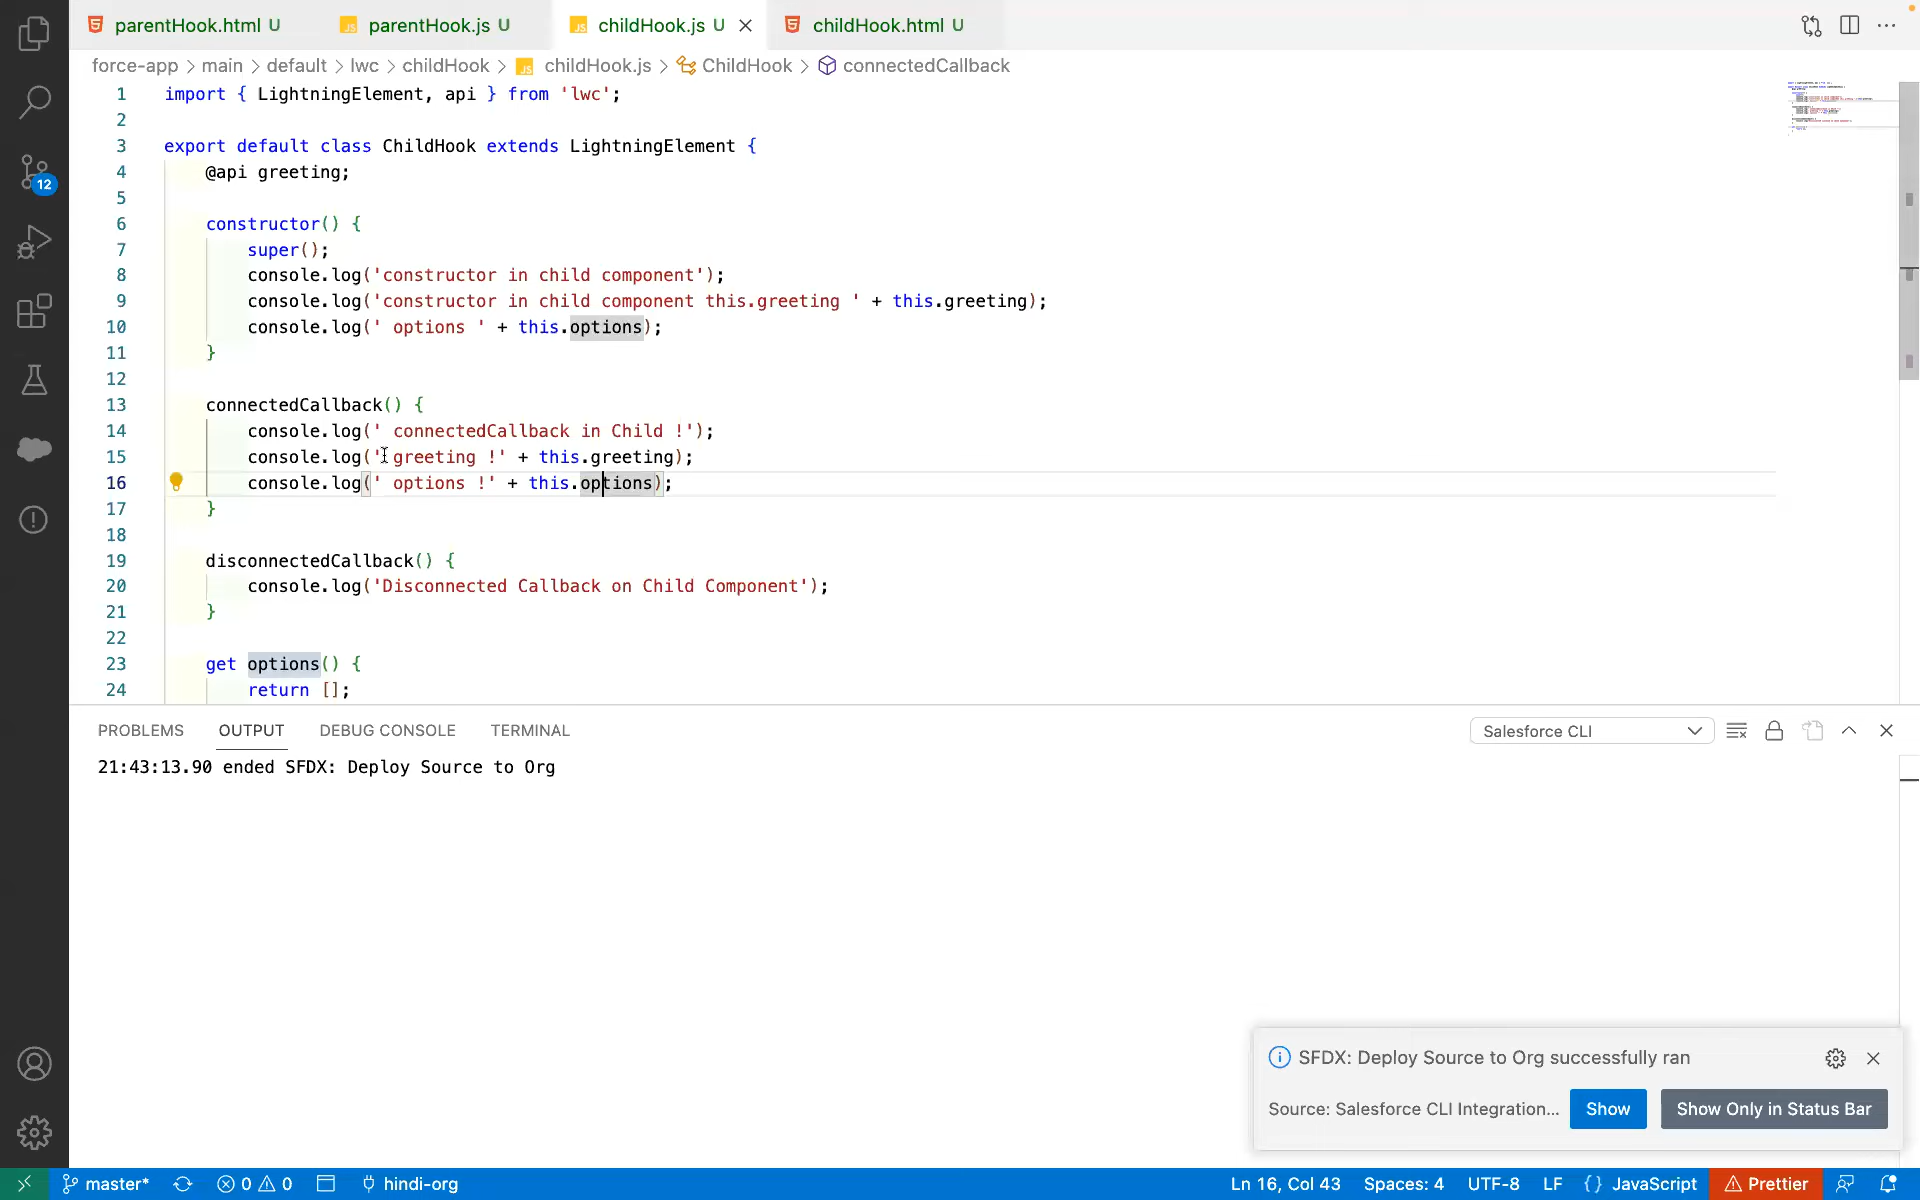 parentHook.html U parentHook.js U childHook.js U childHook.html U
force-app > main > default > lwc > childHook > childHook.js > ChildHook > connectedCallback
1 import { LightningElement, api } from 'lwc';
2
3 export default class ChildHook extends LightningElement {
4 @api greeting;
5
6 constructor() {
7 super();
8 console.log('constructor in child component');
9 console.log('constructor in child component this.greeting ' + this.greeting);
10 console.log(' options ' + this.options);
11 }
12
13 connectedCallback() {
14 console.log(' connectedCallback in Child !');
15 console.log(' greeting !' + this.greeting);
16 console.log(' options !' + this.options);
17 }
18
19 disconnectedCallback() {
20 console.log('Disconnected Callback on Child Component');
21 }
22
23 get options() {
24 return [];
12
PROBLEMS OUTPUT DEBUG CONSOLE TERMINAL Salesforce CLI
21:43:13.90 ended SFDX: Deploy Source to Org
SFDX: Deploy Source to Org successfully ran
Source: Salesforce CLI Integration... Show Show Only in Status Bar
master* 0 0 hindi-org Ln 16, Col 43 Spaces: 4 UTF-8 LF {} JavaScript Prettier